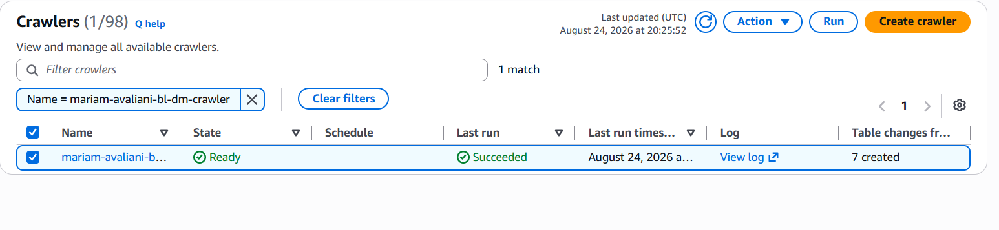 Crawlers (1/98) Q help
Last updated (UTC)
August 24, 2026 at 20:25:52
Action
Run
Create crawler
View and manage all available crawlers.
Filter crawlers
1 match
Name = mariam-avaliani-bl-dm-crawler
Clear filters
1
Name State Schedule Last run Last run times... Log Table changes fr...
mariam-avaliani-b... Ready Succeeded August 24, 2026 a... View log 7 created